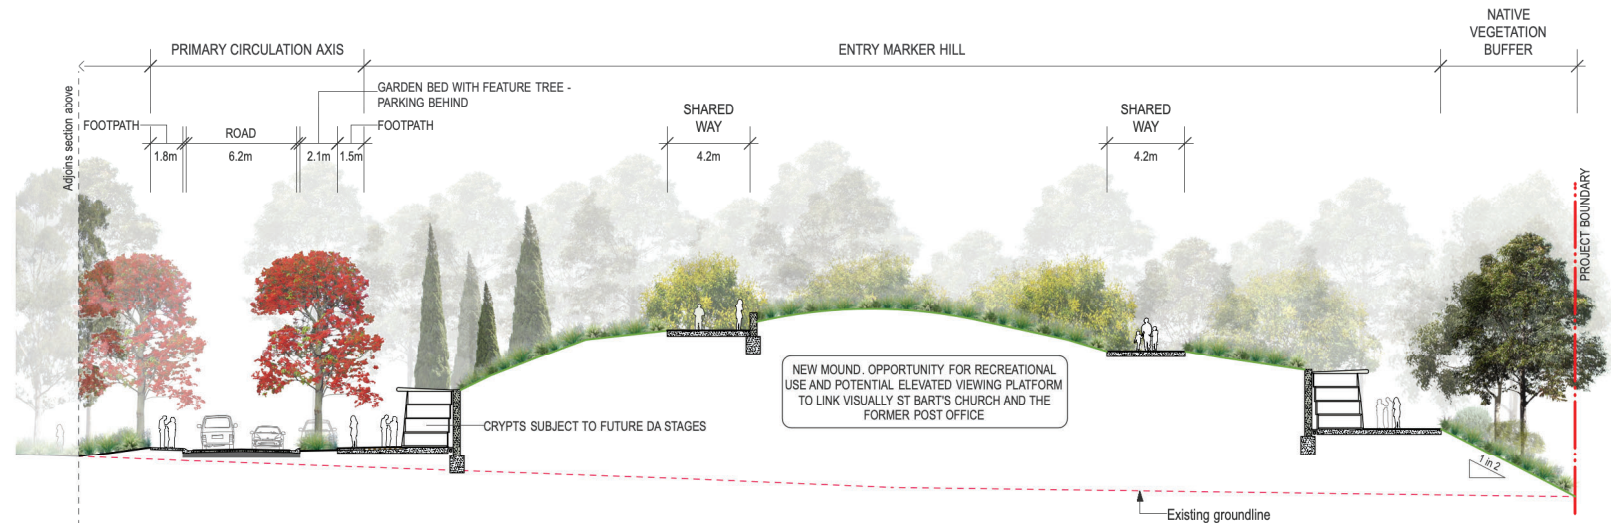 NATIVE
VEGETATION
BUFFER
PRIMARY CIRCULATION AXIS
ENTRY MARKER HILL
GARDEN BED WITH FEATURE TREE -
PARKING BEHIND
Adjoins section above
FOOTPATH
ROAD
FOOTPATH
1.8m
6.2m
2.1m
1.5m
SHARED
WAY
4.2m
SHARED
WAY
4.2m
PROJECT BOUNDARY
NEW MOUND. OPPORTUNITY FOR RECREATIONAL
USE AND POTENTIAL ELEVATED VIEWING PLATFORM
TO LINK VISUALLY ST BART'S CHURCH AND THE
FORMER POST OFFICE
CRYPTS SUBJECT TO FUTURE DA STAGES
1 in 2
Existing groundline